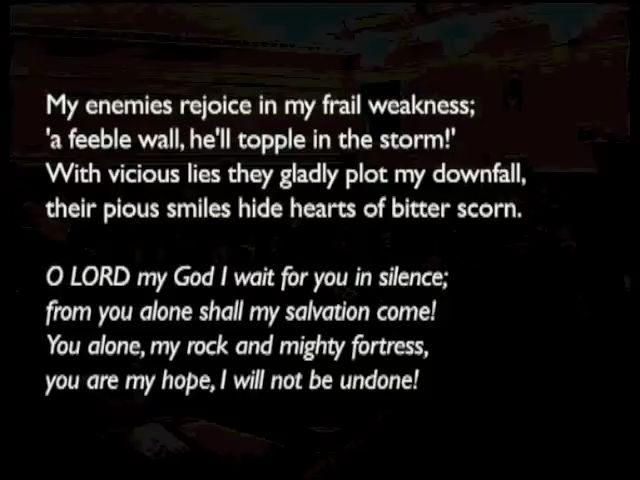 My enemies rejoice in my frail weakness;
'a feeble wall, he'll topple in the storm!'
With vicious lies they gladly plot my downfall,
their pious smiles hide hearts of bitter scorn.
O LORD my God I wait for you in silence;
from you alone shall my salvation come!
You alone, my rock and mighty fortress,
you are my hope, I will not be undone!